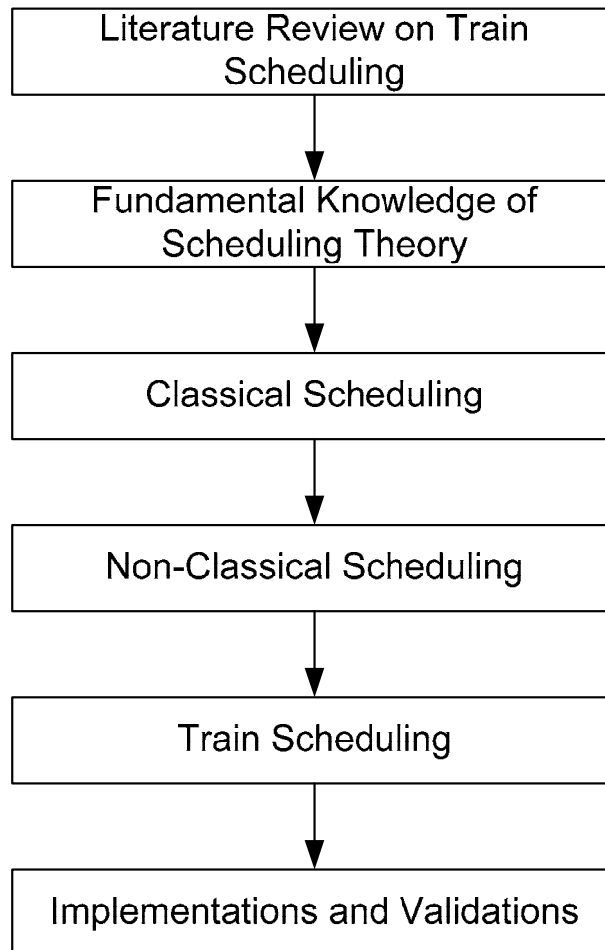 Literature Review on Train
Scheduling
Fundamental Knowledge of
Scheduling Theory
Classical Scheduling
Non-Classical Scheduling
Train Scheduling
Implementations and Validations